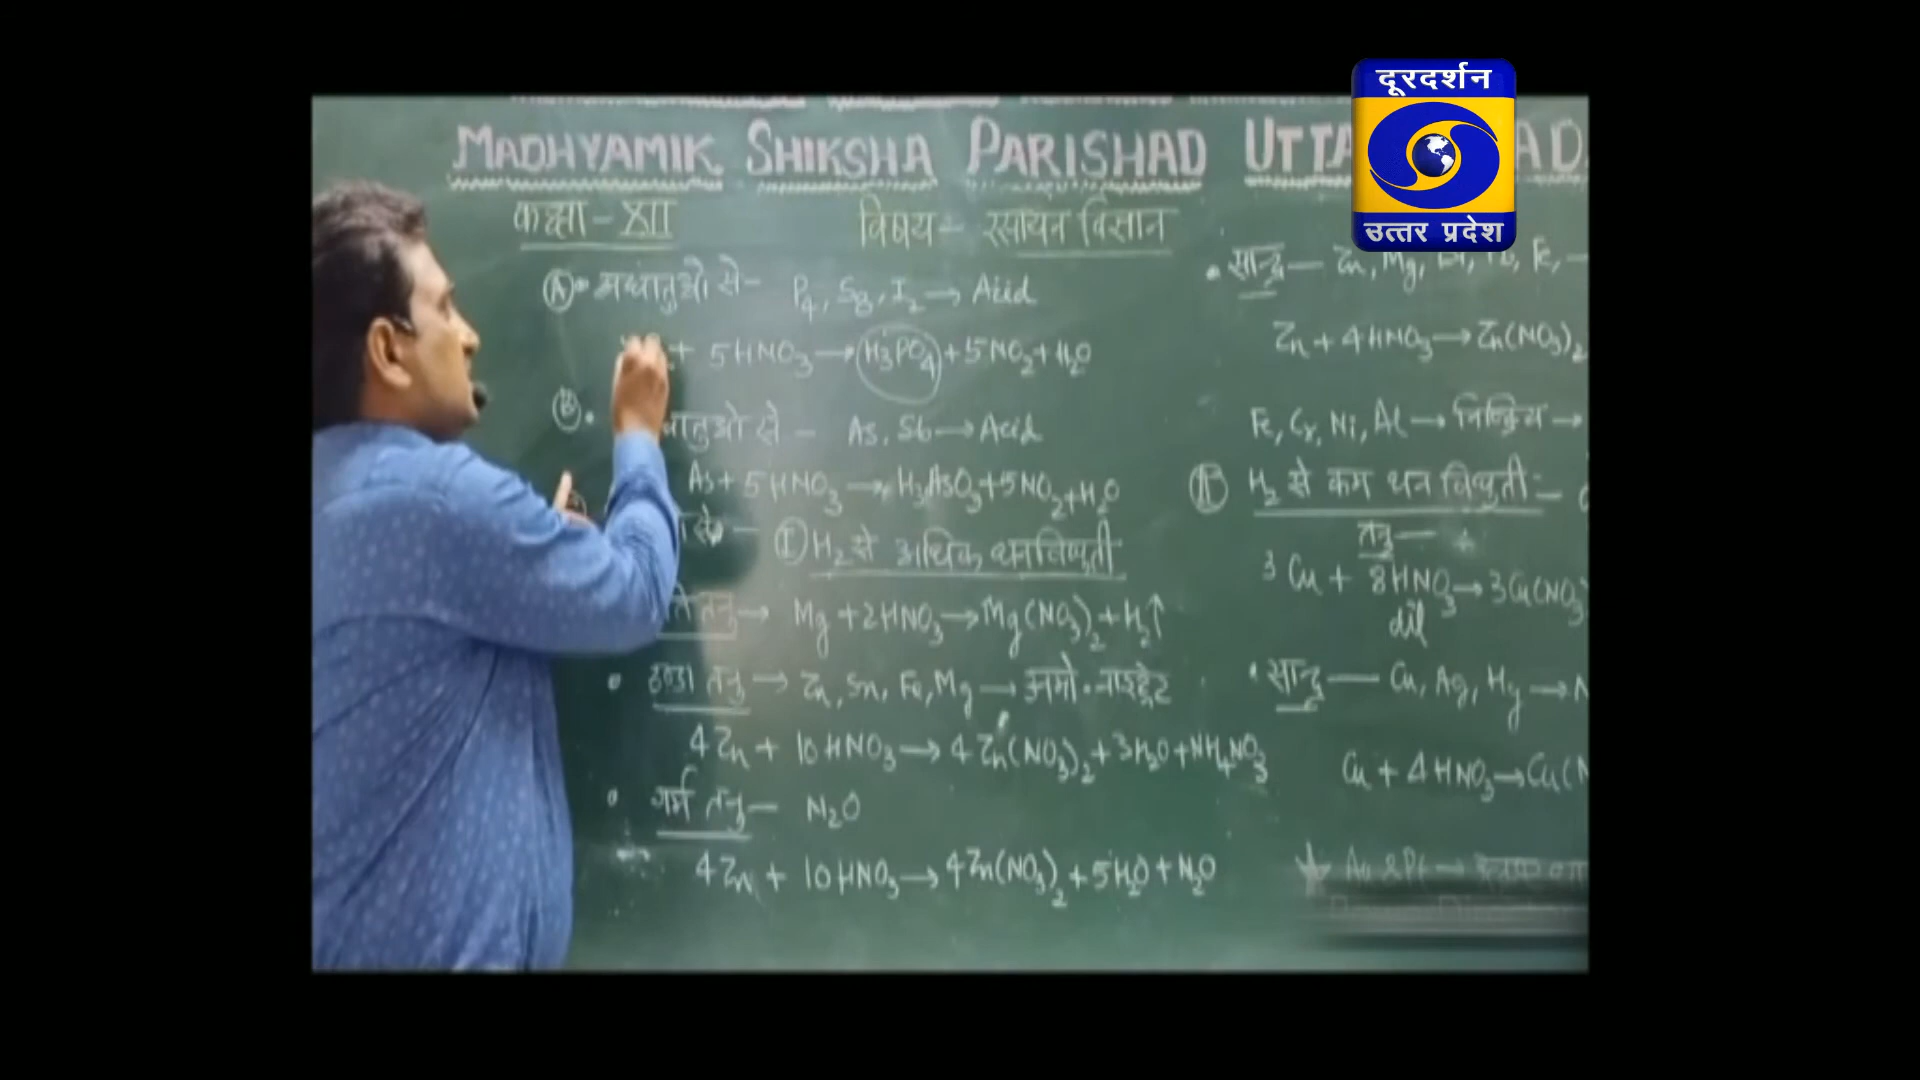 दूरदर्शन
उत्तर प्रदेश
MADHYAMIK SHIKSHA PARISHAD
कक्षा - XII
विषय - रसायन विज्ञान
Ⓐ• अधातुओ से - P₄, S₈, I₂ → Acid
+ 5HNO₃ → H₃PO₄ + 5NO₂ + H₂O
Ⓑ• से - As, Sb → Acid
As + 5HNO₃ → H₃AsO₃ + 5NO₂ + H₂O
Ⓘ H₂ से अधिक धनविधुती
तनु → Mg + 2HNO₃ → Mg(NO₃)₂ + H₂↑
• ठण्डा तनु → Zn, Sn, Fe, Mg → अमो॰ नाइट्रेट
4Zn + 10HNO₃ → 4Zn(NO₃)₂ + 3H₂O + NH₄NO₃
• गर्म तनु - N₂O
4Zn + 10HNO₃ → 4Zn(NO₃)₂ + 5H₂O + N₂O
• सान्द्र - Zn, Mg,
Zn + 4HNO₃ → Zn(NO₃)₂
Fe, Cr, Ni, Al → निष्क्रिय →
Ⓘⓘ H₂ से कम धन विधुती :-
तनु -
3Cu + 8HNO₃ → 3Cu(NO₃)
dil
• सान्द्र - Cu, Ag, Hg →
Cu + 4HNO₃ → Cu(N